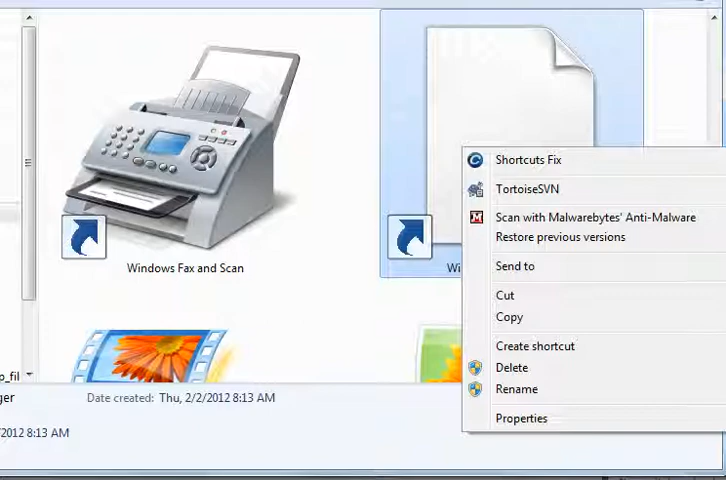 Shortcuts Fix
TortoiseSVN
Scan with Malwarebytes' Anti-Malware
Restore previous versions
Windows Fax and Scan
Wi
Send to
Cut
Copy
Create shortcut
Delete
Rename
Properties
p_fil
ger
Date created: Thu, 2/2/2012 8:13 AM
/2012 8:13 AM